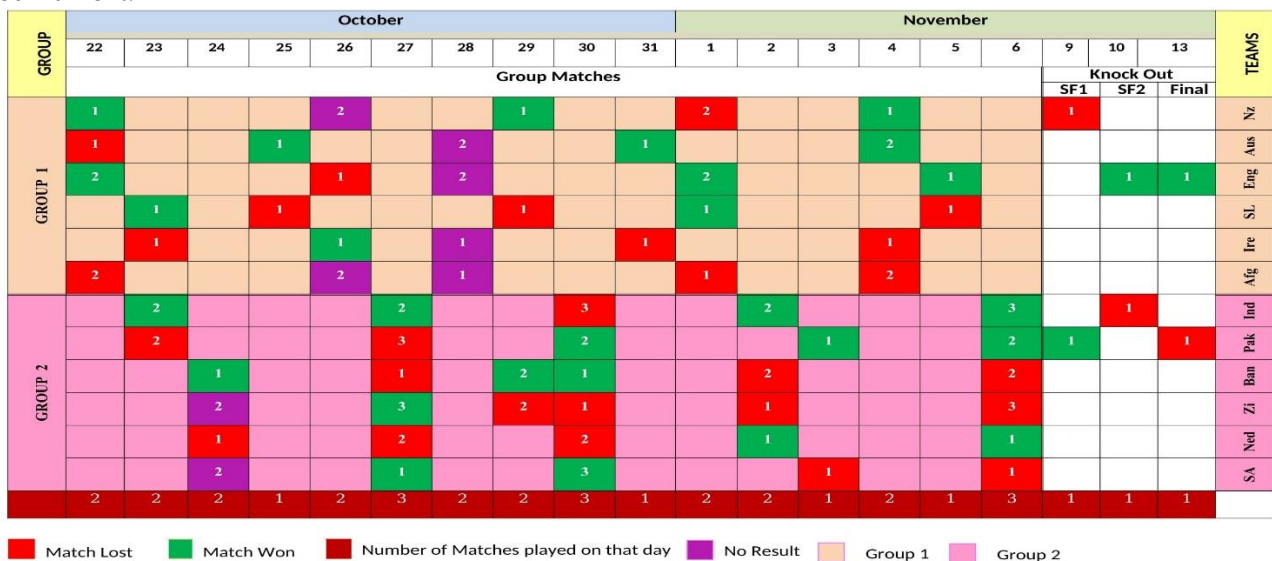 GROUP
October
November
TEAMS
22 23 24 25 26 27 28 29 30 31 1 2 3 4 5 6 9 10 13
Group Matches
Knock Out
SF1 SF2 Final
GROUP 1
1 2 1 2 1 1 Nz
1 1 2 1 2 Aus
2 1 2 2 1 1 1 Eng
1 1 1 1 1 SL
1 1 1 1 1 Ire
2 2 1 1 2 Afg
GROUP 2
2 2 3 2 3 1 Ind
2 3 2 1 2 1 1 Pak
1 1 2 1 2 2 Ban
2 3 2 1 1 3 Zi
1 2 2 1 1 Ned
2 1 3 1 1 SA
2 2 2 1 2 3 2 2 3 1 2 2 1 2 1 3 1 1 1
Match Lost Match Won Number of Matches played on that day No Result Group 1 Group 2